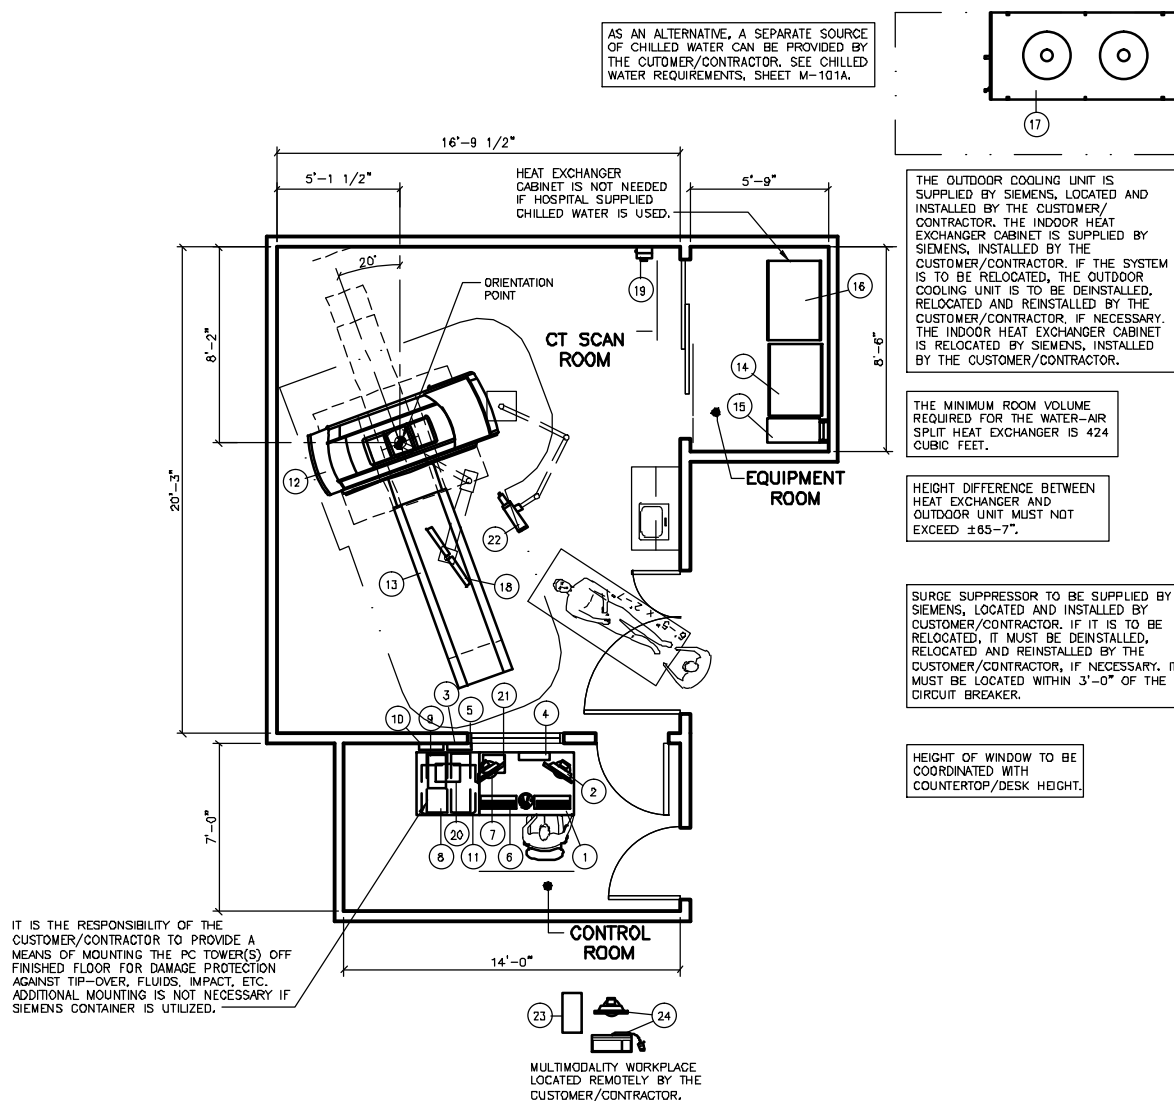 AS AN ALTERNATIVE, A SEPARATE SOURCE
OF CHILLED WATER CAN BE PROVIDED BY
THE CUTOMER/CONTRACTOR. SEE CHILLED
WATER REQUIREMENTS, SHEET M-101A.
17
16'-9 1/2"
5'-1 1/2"
HEAT EXCHANGER
CABINET IS NOT NEEDED
IF HOSPITAL SUPPLIED
CHILLED WATER IS USED.
5'-9"
THE OUTDOOR COOLING UNIT IS
SUPPLIED BY SIEMENS, LOCATED AND
INSTALLED BY THE CUSTOMER/
CONTRACTOR. THE INDOOR HEAT
EXCHANGER CABINET IS SUPPLIED BY
SIEMENS, INSTALLED BY THE
CUSTOMER/CONTRACTOR. IF THE SYSTEM
IS TO BE RELOCATED, THE OUTDOOR
COOLING UNIT IS TO BE DEINSTALLED,
RELOCATED AND REINSTALLED BY THE
CUSTOMER/CONTRACTOR, IF NECESSARY.
THE INDOOR HEAT EXCHANGER CABINET
IS RELOCATED BY SIEMENS, INSTALLED
BY THE CUSTOMER/CONTRACTOR.
20°
ORIENTATION
POINT
19
16
8'-2"
CT SCAN
ROOM
8'-6"
14
15
THE MINIMUM ROOM VOLUME
REQUIRED FOR THE WATER-AIR
SPLIT HEAT EXCHANGER IS 424
CUBIC FEET.
12
EQUIPMENT
ROOM
20'-3"
HEIGHT DIFFERENCE BETWEEN
HEAT EXCHANGER AND
OUTDOOR UNIT MUST NOT
EXCEED ±65-7".
22
13
18
6'-5" X 2'-7"
SURGE SUPPRESSOR TO BE SUPPLIED BY
SIEMENS, LOCATED AND INSTALLED BY
CUSTOMER/CONTRACTOR. IF IT IS TO BE
RELOCATED, IT MUST BE DEINSTALLED,
RELOCATED AND REINSTALLED BY THE
CUSTOMER/CONTRACTOR, IF NECESSARY.
MUST BE LOCATED WITHIN 3'-0" OF THE
CIRCUIT BREAKER.
3
21
10
9
5
4
HEIGHT OF WINDOW TO BE
COORDINATED WITH
COUNTERTOP/DESK HEIGHT.
2
7'-0"
8
20
11
7
6
1
IT IS THE RESPONSIBILITY OF THE
CUSTOMER/CONTRACTOR TO PROVIDE A
MEANS OF MOUNTING THE PC TOWER(S) OFF
FINISHED FLOOR FOR DAMAGE PROTECTION
AGAINST TIP-OVER, FLUIDS, IMPACT, ETC.
ADDITIONAL MOUNTING IS NOT NECESSARY IF
SIEMENS CONTAINER IS UTILIZED.
CONTROL
ROOM
14'-0"
23
24
MULTIMODALITY WORKPLACE
LOCATED REMOTELY BY THE
CUSTOMER/CONTRACTOR.